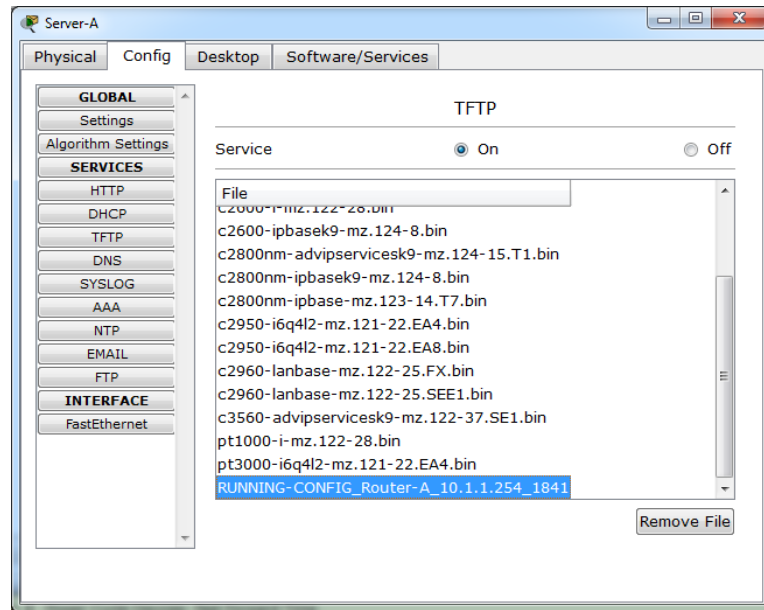 Server-A
Physical Config Desktop Software/Services
GLOBAL
Settings
Algorithm Settings
SERVICES
HTTP
DHCP
TFTP
DNS
SYSLOG
AAA
NTP
EMAIL
FTP
INTERFACE
FastEthernet
TFTP
Service On Off
File
c2600-i-mz.122-28.bin
c2600-ipbasek9-mz.124-8.bin
c2800nm-advipservicesk9-mz.124-15.T1.bin
c2800nm-ipbasek9-mz.124-8.bin
c2800nm-ipbase-mz.123-14.T7.bin
c2950-i6q4l2-mz.121-22.EA4.bin
c2950-i6q4l2-mz.121-22.EA8.bin
c2960-lanbase-mz.122-25.FX.bin
c2960-lanbase-mz.122-25.SEE1.bin
c3560-advipservicesk9-mz.122-37.SE1.bin
pt1000-i-mz.122-28.bin
pt3000-i6q4l2-mz.121-22.EA4.bin
RUNNING-CONFIG_Router-A_10.1.1.254_1841
Remove File